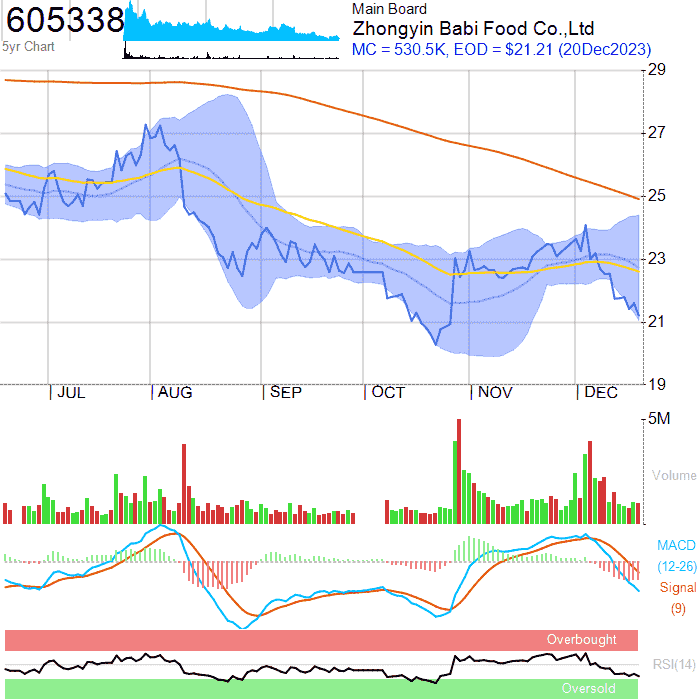 605338
5yr Chart
Main Board
Zhongyin Babi Food Co.,Ltd
MC = 530.5K, EOD = $21.21 (20Dec2023)
29
27
25
23
21
19
JUL AUG SEP OCT NOV DEC
5M
Volume
MACD
(12-26)
Signal
(9)
Overbought
RSI(14)
Oversold